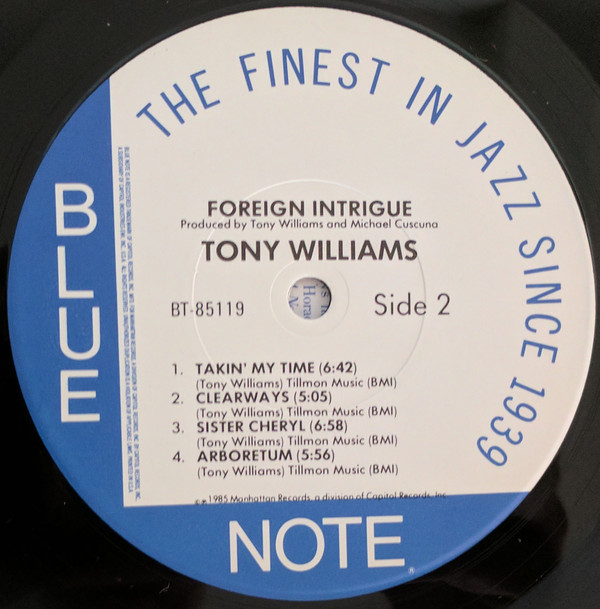 THE FINEST IN JAZZ SINCE 1939
BLUE
FOREIGN INTRIGUE
Produced by Tony Williams and Michael Cuscuna
TONY WILLIAMS
BT-85119
Side 2
Hora
1. TAKIN' MY TIME (6:42)
(Tony Williams) Tillmon Music (BMI)
2. CLEARWAYS (5:05)
(Tony Williams) Tillmon Music (BMI)
3. SISTER CHERYL (6:58)
(Tony Williams) Tillmon Music (BMI)
4. ARBORETUM (5:56)
(Tony Williams) Tillmon Music (BMI)
1985 Manhattan Records, a division of Capitol Records, Inc.
NOTE